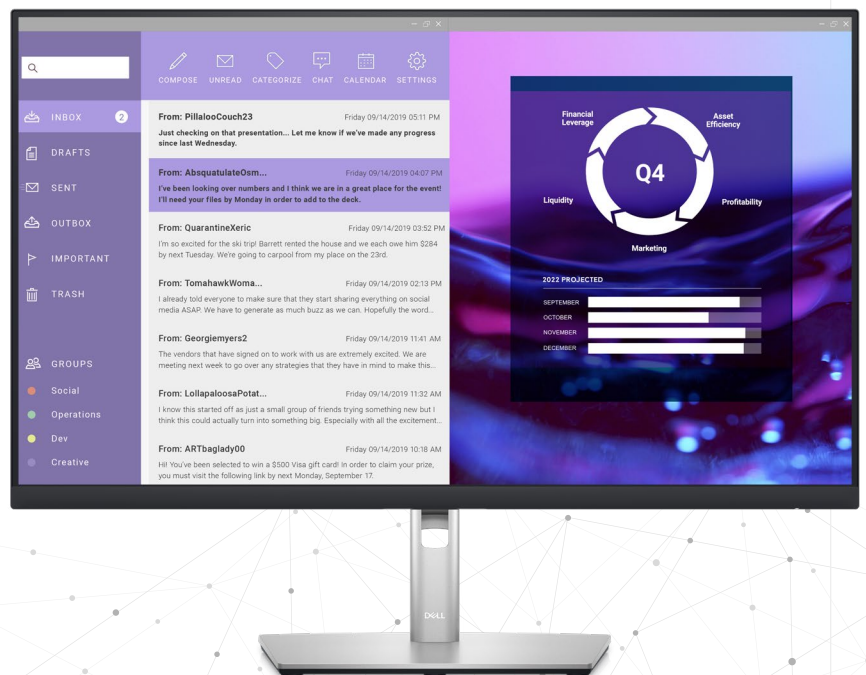 COMPOSE UNREAD CATEGORIZE CHAT CALENDAR SETTINGS
INBOX 2
DRAFTS
SENT
OUTBOX
IMPORTANT
TRASH
GROUPS
Social
Operations
Dev
Creative
From: PillalooCouch23 Friday 09/14/2019 05:11 PM
Just checking on that presentation... Let me know if we've made any progress
since last Wednesday.
From: AbsquatulateOsm... Friday 09/14/2019 04:07 PM
I've been looking over numbers and I think we are in a great place for the event!
I'll need your files by Monday in order to add to the deck.
From: QuarantineXeric Friday 09/14/2019 03:52 PM
I'm so excited for the ski trip! Barrett rented the house and we each owe him $284
by next Tuesday. We're going to carpool from my place on the 23rd.
From: TomahawkWoma... Friday 09/14/2019 02:13 PM
I already told everyone to make sure that they start sharing everything on social
media ASAP. We have to generate as much buzz as we can. Hopefully the word...
From: Georgiemyers2 Friday 09/14/2019 11:41 AM
The vendors that have signed on to work with us are extremely excited. We are
meeting next week to go over any strategies that they have in mind to make this...
From: LollapaloosaPotat... Friday 09/14/2019 11:32 AM
I know this started off as just a small group of friends trying something new but I
think this could actually turn into something big. Especially with all the excitement...
From: ARTbaglady00 Friday 09/14/2019 10:18 AM
Hi! You've been selected to win a $500 Visa gift card! In order to claim your prize,
you must visit the following link by next Monday, September 17.
Financial
Leverage
Asset
Efficiency
Q4
Liquidity
Profitability
Marketing
2022 PROJECTED
SEPTEMBER
OCTOBER
NOVEMBER
DECEMBER
DELL